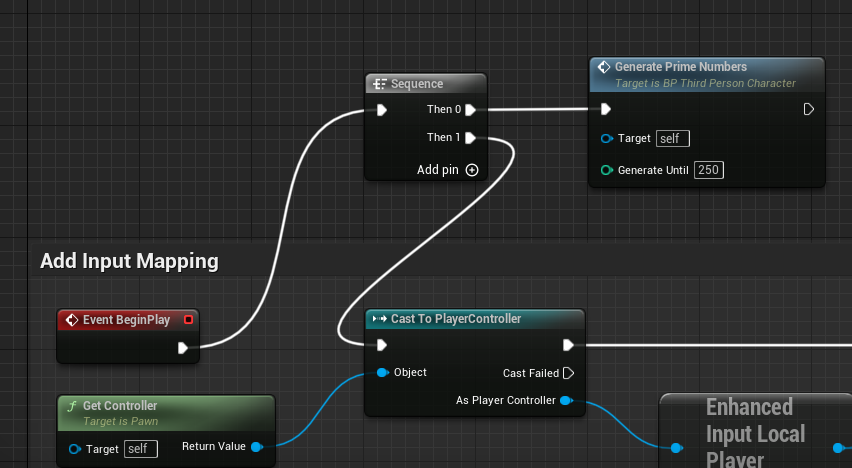 Sequence
Then 0
Then 1
Add pin
Generate Prime Numbers
Target is BP Third Person Character
Target self
Generate Until 250
Add Input Mapping
Event BeginPlay
Cast To PlayerController
Object
Cast Failed
As Player Controller
Get Controller
Target is Pawn
Target self
Return Value
Enhanced
Input Local
Player